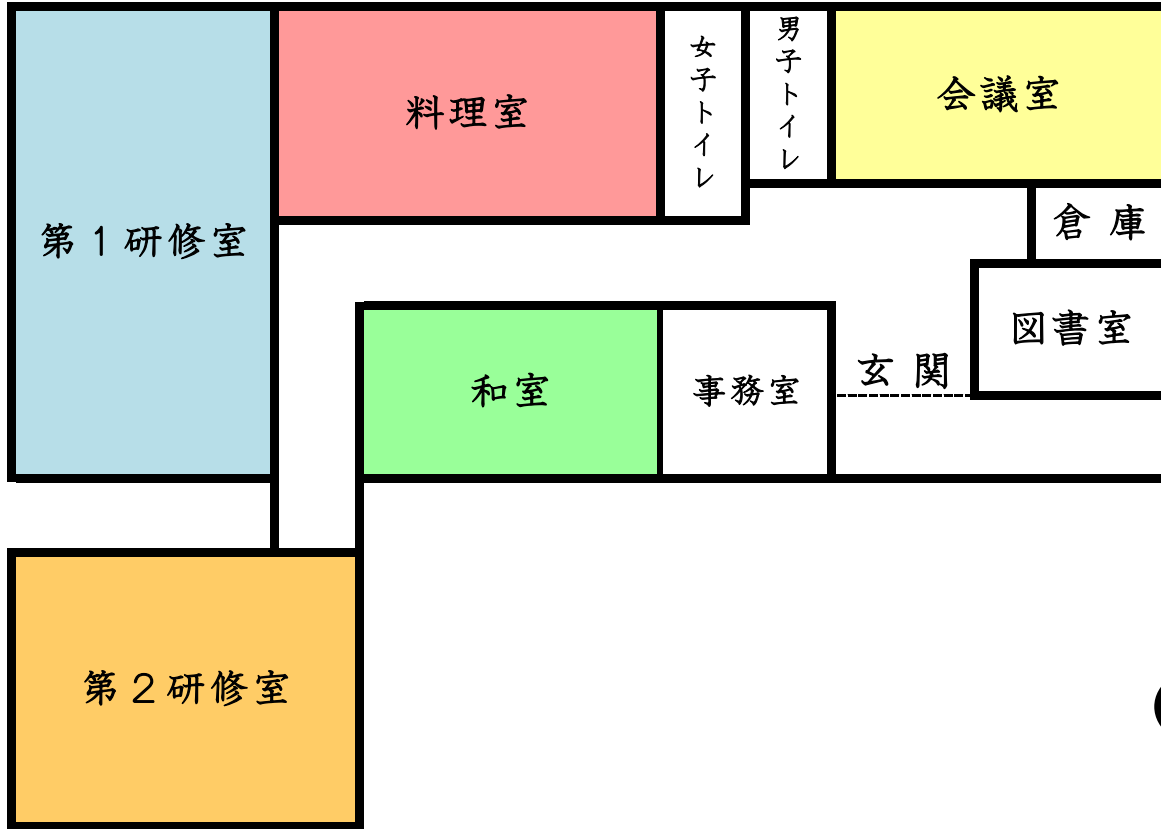 料理室
女子トイレ
男子トイレ
会議室
第１研修室
倉 庫
図書室
玄 関
和室
事務室
第２研修室